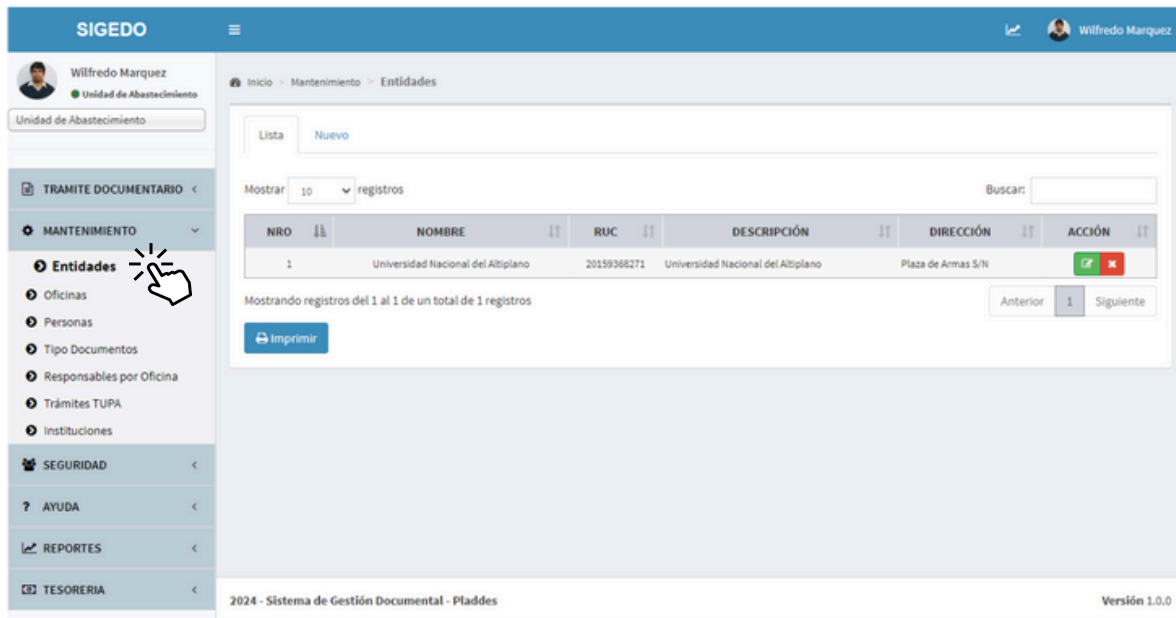 SIGEDO
Wilfredo Marquez
Wilfredo Marquez
Unidad de Abastecimiento
Unidad de Abastecimiento
TRAMITE DOCUMENTARIO
MANTENIMIENTO
Entidades
Oficinas
Personas
Tipo Documentos
Responsables por Oficina
Trámites TUPA
Instituciones
SEGURIDAD
? AYUDA
REPORTES
TESORERIA
Inicio > Mantenimiento > Entidades
Lista Nuevo
Mostrar 10 registros Buscar:
NRO NOMBRE RUC DESCRIPCIÓN DIRECCIÓN ACCIÓN
1 Universidad Nacional del Altiplano 20159368271 Universidad Nacional del Altiplano Plaza de Armas S/N
Mostrando registros del 1 al 1 de un total de 1 registros Anterior 1 Siguiente
Imprimir
2024 - Sistema de Gestión Documental - Pladdes Versión 1.0.0